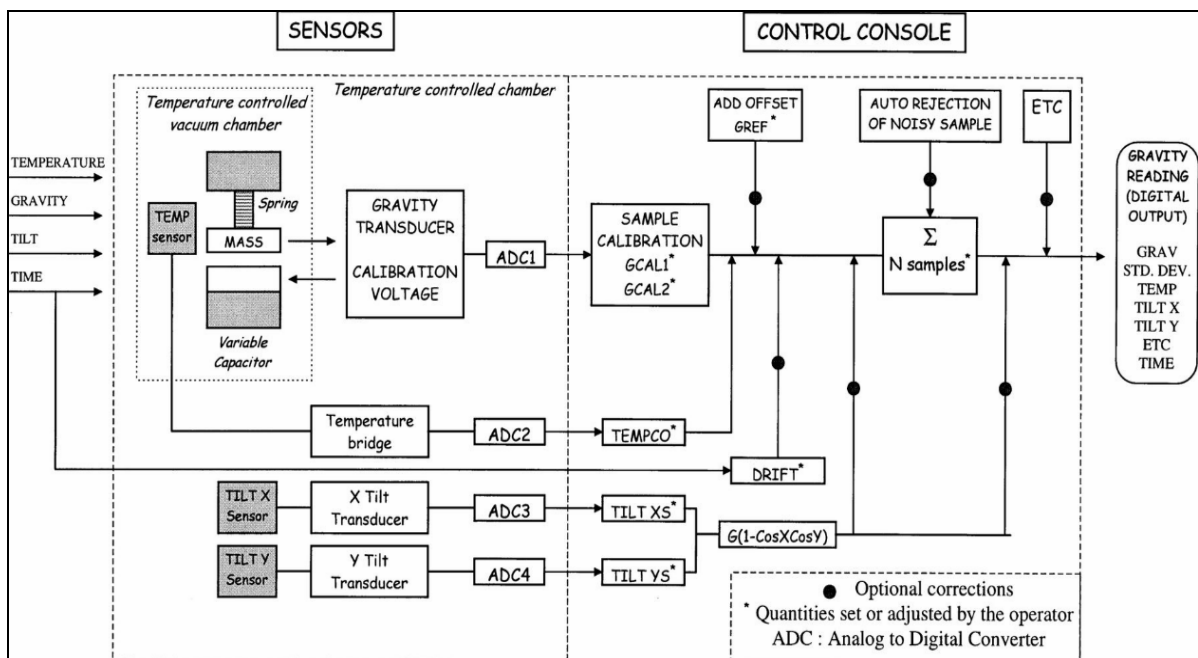 SENSORS
CONTROL CONSOLE
Temperature controlled
vacuum chamber
Temperature controlled chamber
TEMPERATURE
GRAVITY
TILT
TIME
TEMP
sensor
Spring
MASS
Variable
Capacitor
GRAVITY
TRANSDUCER
CALIBRATION
VOLTAGE
ADC1
SAMPLE
CALIBRATION
GCAL1*
GCAL2*
ADD OFFSET
GREF*
AUTO REJECTION
OF NOISY SAMPLE
ETC
Σ
N samples*
GRAVITY
READING
(DIGITAL
OUTPUT)
GRAV
STD. DEV.
TEMP
TILT X
TILT Y
ETC
TIME
Temperature
bridge
ADC2
TEMPCO*
DRIFT*
TILT X
Sensor
X Tilt
Transducer
ADC3
TILT XS*
G(1-CosXCosY)
TILT Y
Sensor
Y Tilt
Transducer
ADC4
TILT YS*
Optional corrections
* Quantities set or adjusted by the operator
ADC : Analog to Digital Converter